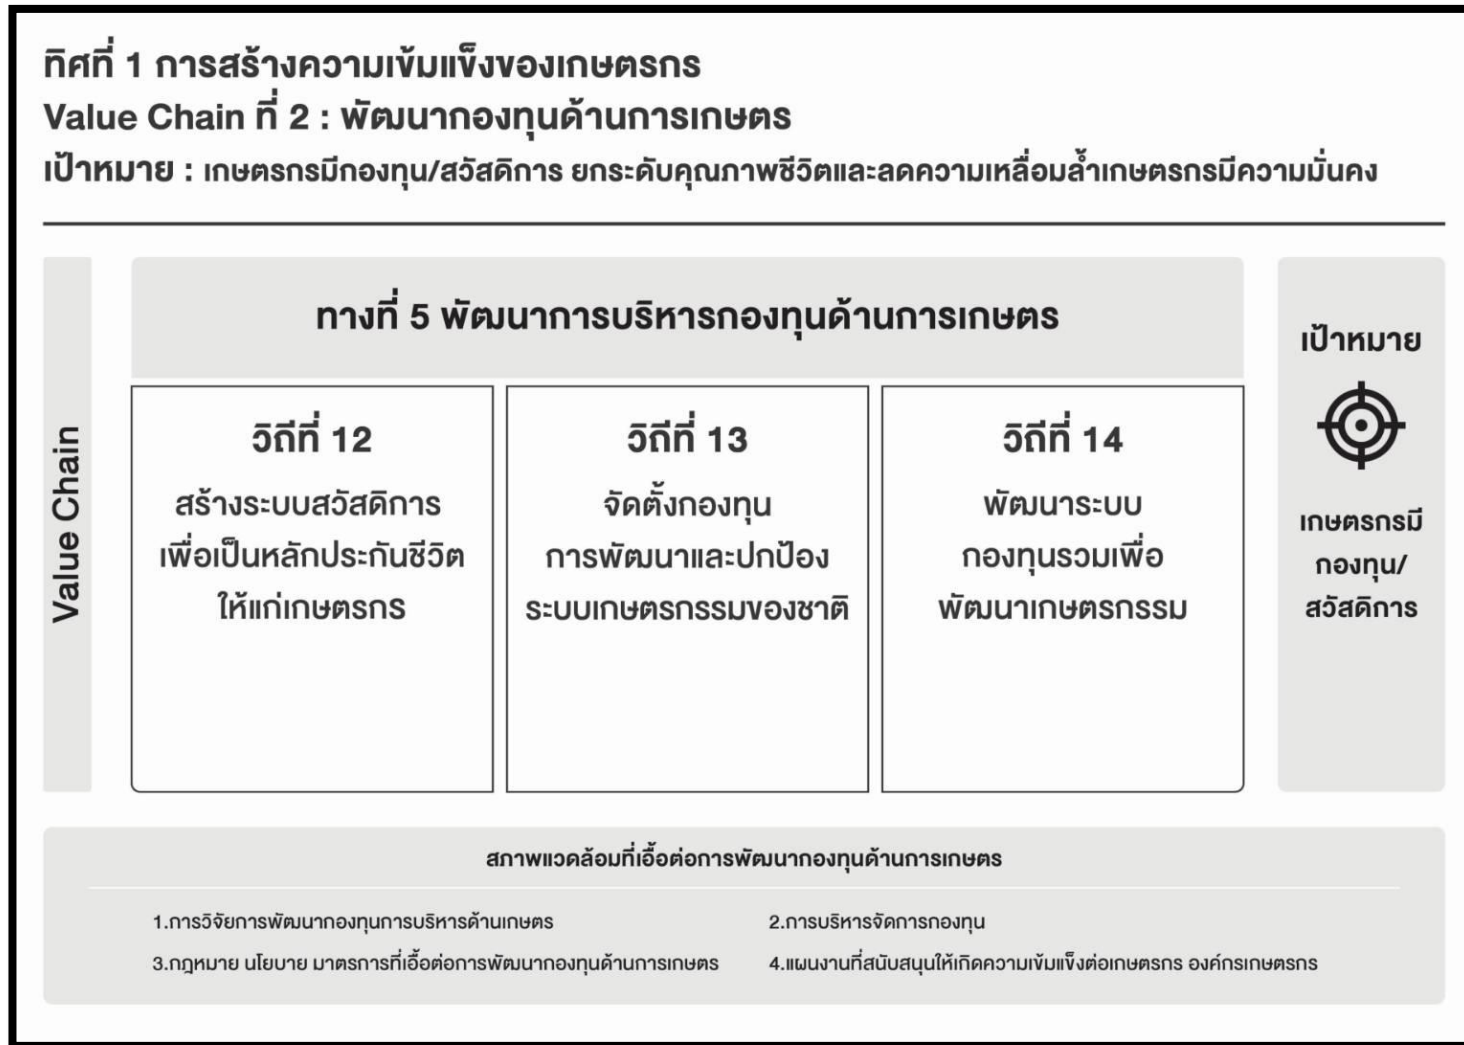 ทิศที่ 1 การสร้างความเข้มแข็งของเกษตรกร
Value Chain ที่ 2 : พัฒนากองทุนด้านการเกษตร
เป้าหมาย : เกษตรกรมีกองทุน/สวัสดิการ ยกระดับคุณภาพชีวิตและลดความเหลื่อมล้ำเกษตรกรมีความมั่นคง
Value Chain
ทางที่ 5 พัฒนาการบริหารกองทุนด้านการเกษตร
วิถีที่ 12
สร้างระบบสวัสดิการ
เพื่อเป็นหลักประกันชีวิต
ให้แก่เกษตรกร
วิถีที่ 13
จัดตั้งกองทุน
การพัฒนาและปกป้อง
ระบบเกษตรกรรมของชาติ
วิถีที่ 14
พัฒนาระบบ
กองทุนรวมเพื่อ
พัฒนาเกษตรกรรม
เป้าหมาย
เกษตรกรมี
กองทุน/
สวัสดิการ
สภาพแวดล้อมที่เอื้อต่อการพัฒนากองทุนด้านการเกษตร
1.การวิจัยการพัฒนากองทุนการบริหารด้านเกษตร
2.การบริหารจัดการกองทุน
3.กฎหมาย นโยบาย มาตรการที่เอื้อต่อการพัฒนากองทุนด้านการเกษตร
4.แผนงานที่สนับสนุนให้เกิดความเข้มแข็งต่อเกษตรกร องค์กรเกษตรกร